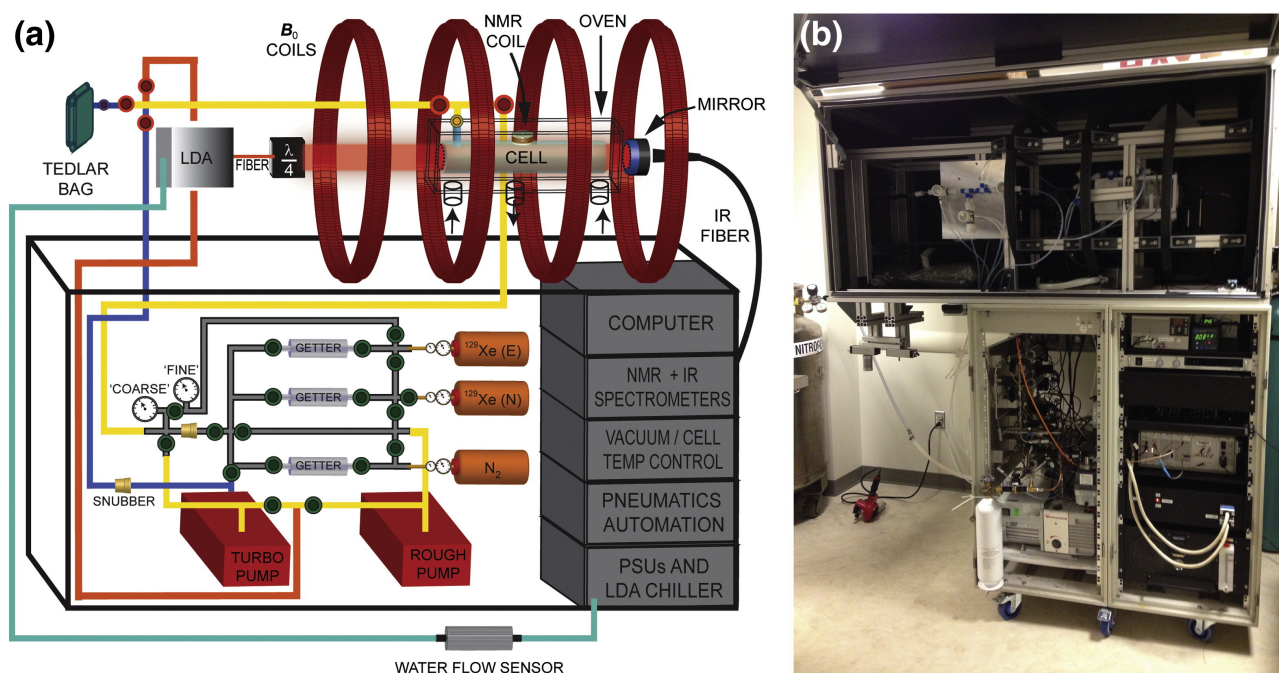 (a)
B₀
COILS
NMR
COIL
OVEN
MIRROR
TEDLAR
BAG
LDA
FIBER
λ
4
CELL
IR
FIBER
COMPUTER
NMR + IR
SPECTROMETERS
VACUUM / CELL
TEMP CONTROL
PNEUMATICS
AUTOMATION
PSUs AND
LDA CHILLER
'FINE'
'COARSE'
GETTER
¹²⁹Xe (E)
GETTER
¹²⁹Xe (N)
GETTER
N₂
SNUBBER
TURBO
PUMP
ROUGH
PUMP
WATER FLOW SENSOR
(b)
NITROG